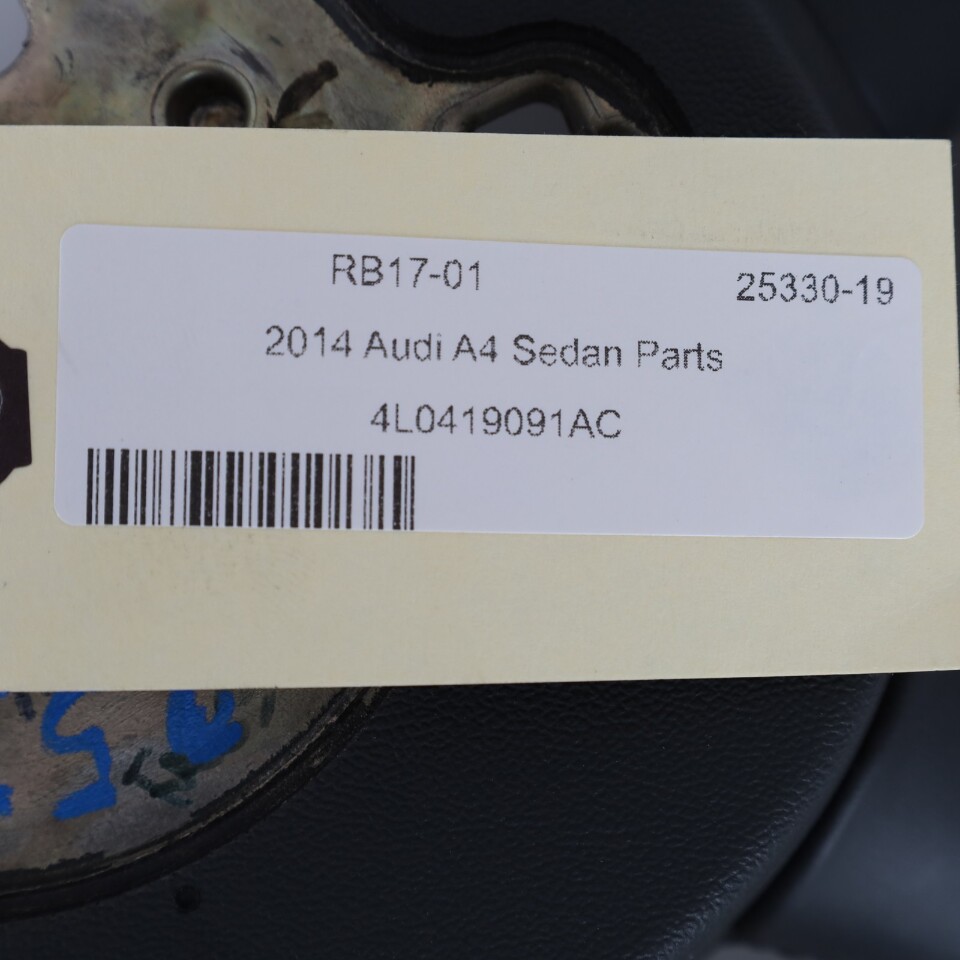 RB17-01 25330-19
2014 Audi A4 Sedan Parts
4L0419091AC